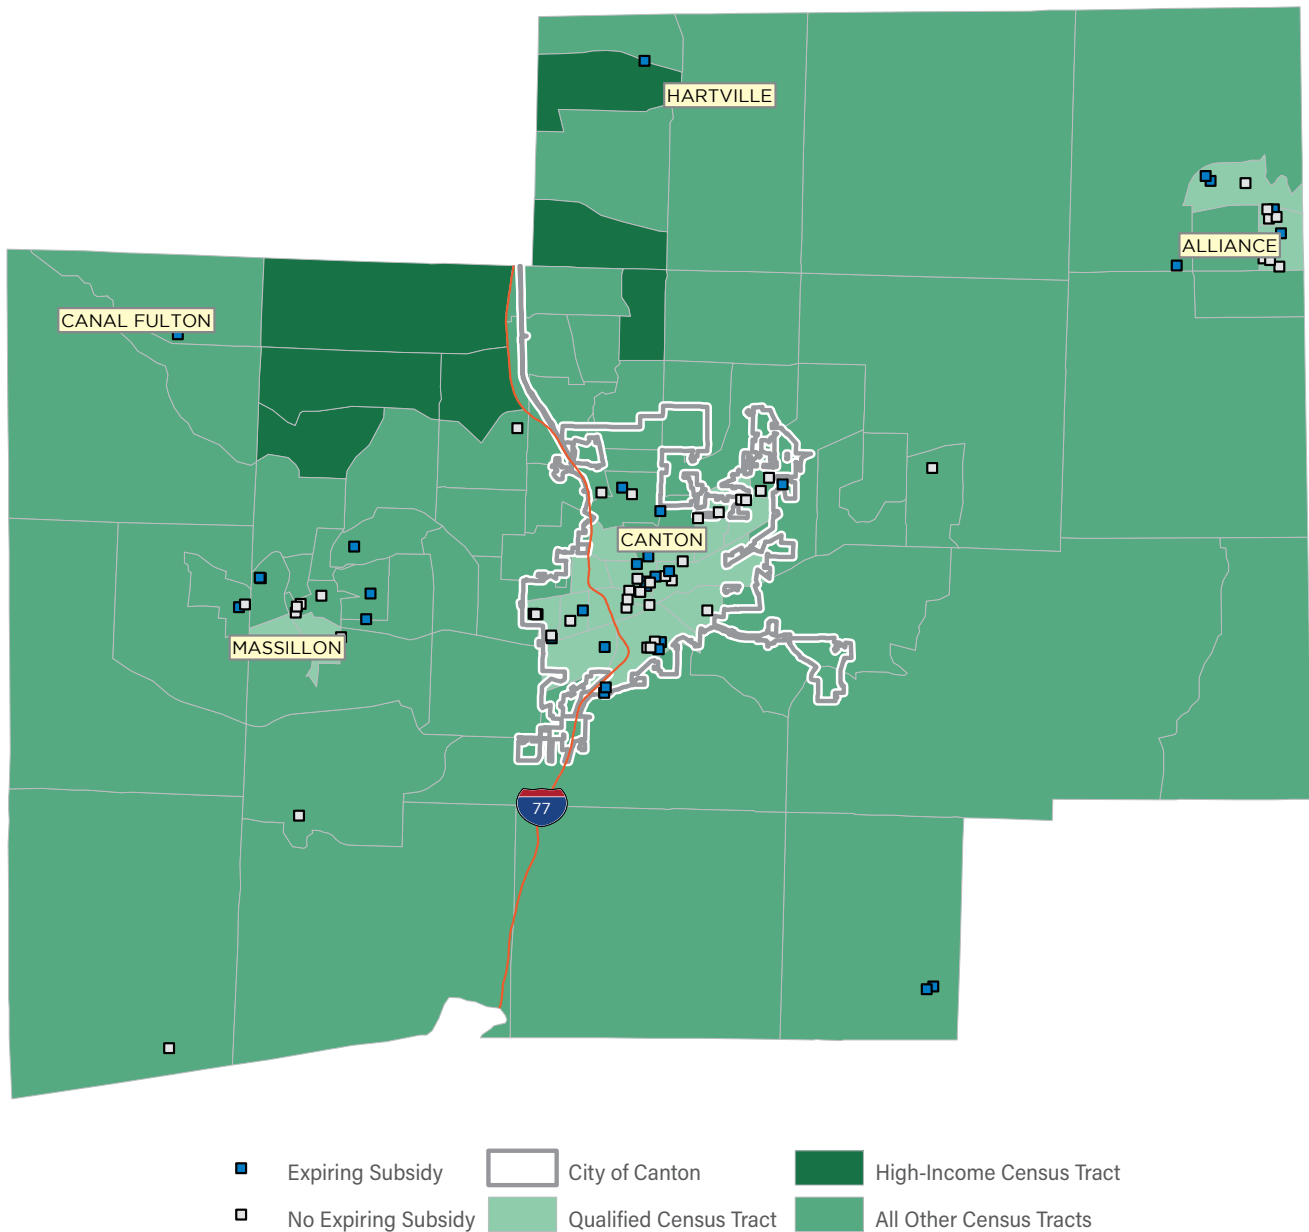 HARTVILLE
ALLIANCE
CANAL FULTON
CANTON
MASSILLON
77
Expiring Subsidy
City of Canton
High-Income Census Tract
No Expiring Subsidy
Qualified Census Tract
All Other Census Tracts